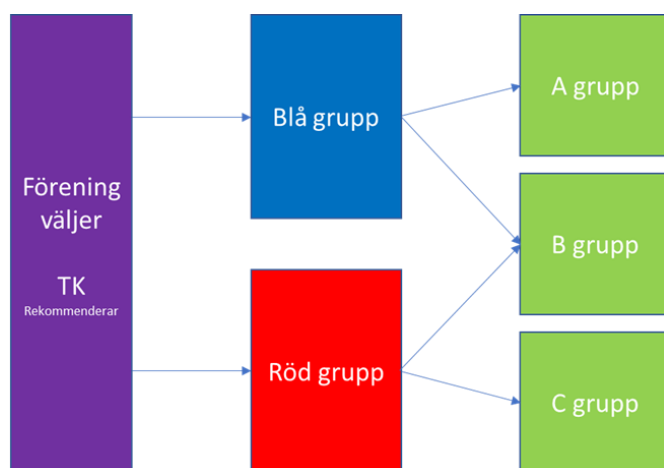 Förening
väljer
TK
Rekommenderar
Blå grupp
Röd grupp
A grupp
B grupp
C grupp